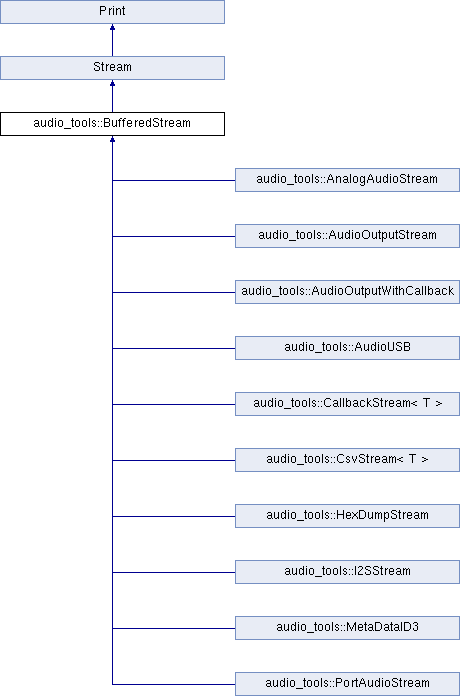 Print
Stream
audio_tools::BufferedStream
audio_tools::AnalogAudioStream
audio_tools::AudioOutputStream
audio_tools::AudioOutputWithCallback
audio_tools::AudioUSB
audio_tools::CallbackStream< T >
audio_tools::CsvStream< T >
audio_tools::HexDumpStream
audio_tools::I2SStream
audio_tools::MetaDataID3
audio_tools::PortAudioStream